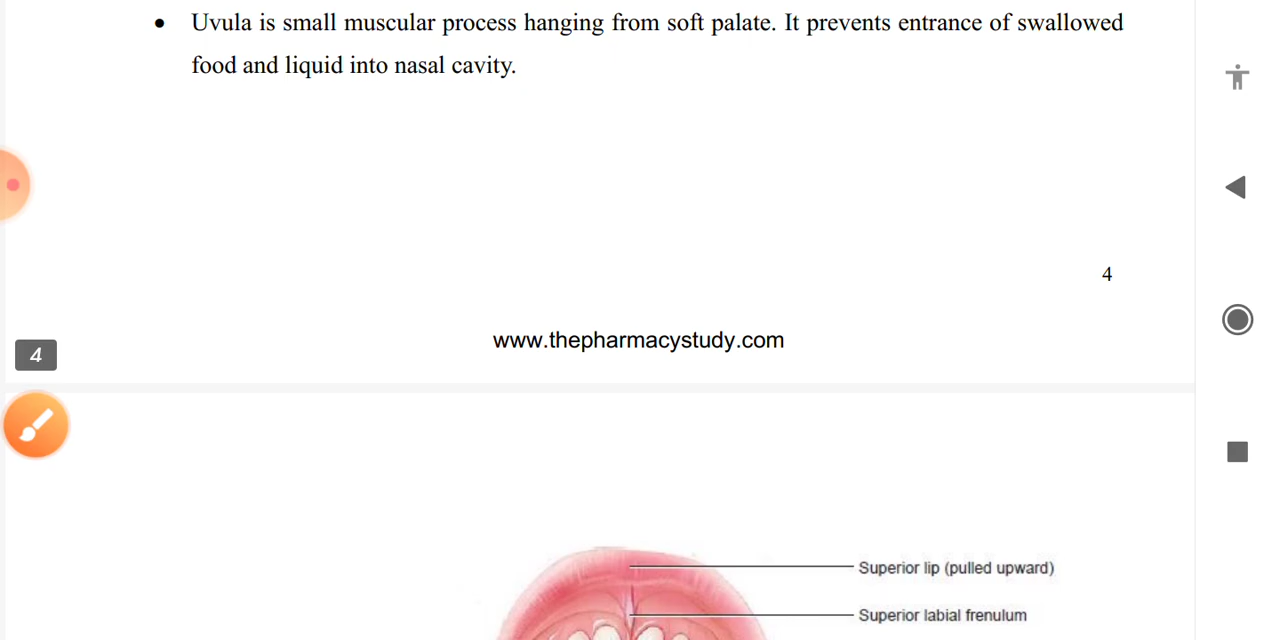 • Uvula is small muscular process hanging from soft palate. It prevents entrance of swallowed
food and liquid into nasal cavity.
4
www.thepharmacystudy.com
4
Superior lip (pulled upward)
Superior labial frenulum